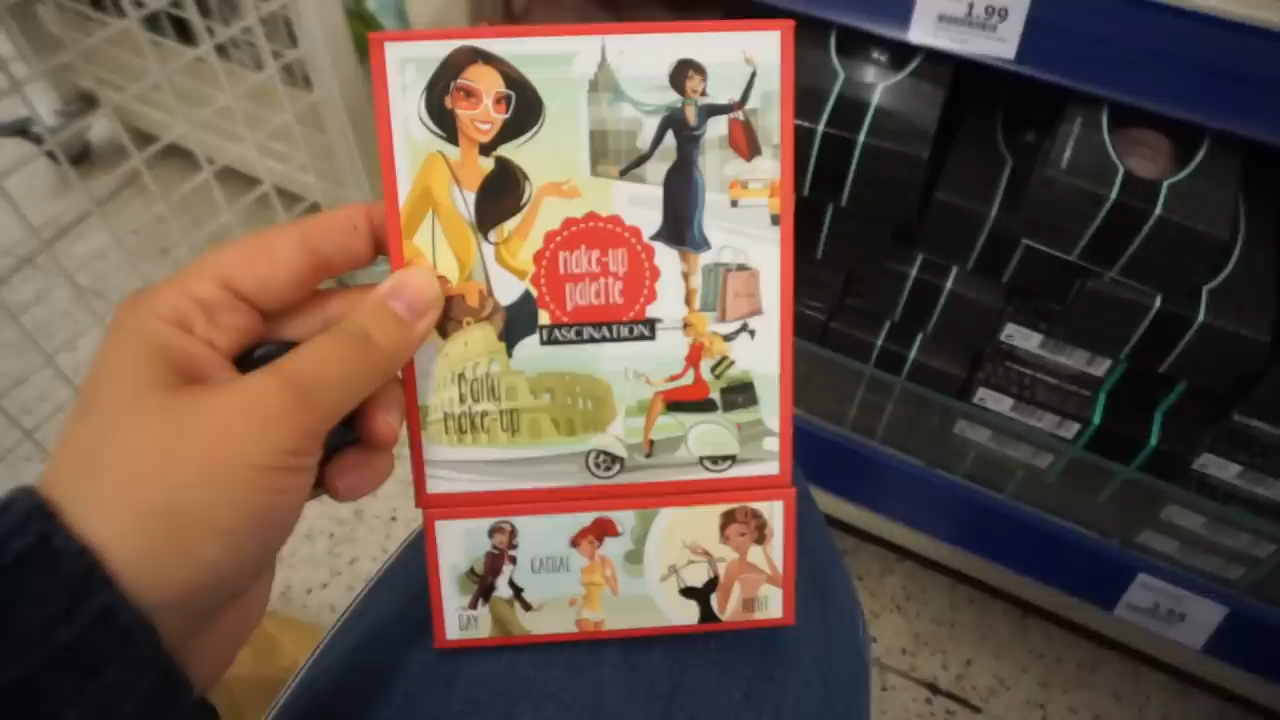 1.99
make-up
palette
FASCINATION
Daily
make-up
CASUAL
DAY
NIGHT